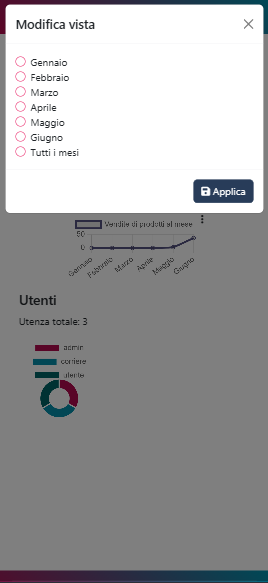 Modifica vista
Gennaio
Febbraio
Marzo
Aprile
Maggio
Giugno
Tutti i mesi
Applica
Vendite di prodotti al mese
50
0
Gennaio
Febbraio
Marzo
Aprile
Maggio
Giugno
Utenti
Utenza totale: 3
admin
corriere
utente